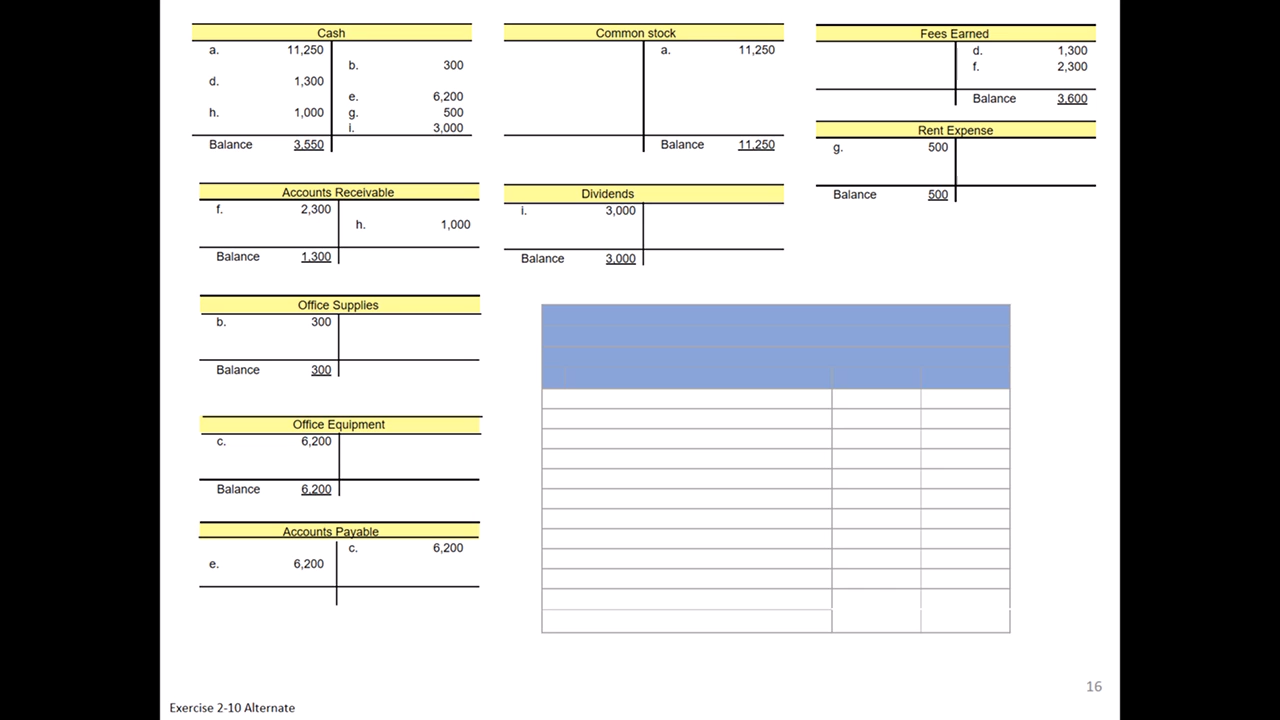 Cash
a. 11,250
b. 300
d. 1,300
e. 6,200
h. 1,000 g. 500
i. 3,000
Balance 3,550
Accounts Receivable
f. 2,300
h. 1,000
Balance 1,300
Office Supplies
b. 300
Balance 300
Office Equipment
c. 6,200
Balance 6,200
Accounts Payable
c. 6,200
e. 6,200
Common stock
a. 11,250
Balance 11,250
Dividends
i. 3,000
Balance 3,000
Fees Earned
d. 1,300
f. 2,300
Balance 3,600
Rent Expense
g. 500
Balance 500
16
Exercise 2-10 Alternate